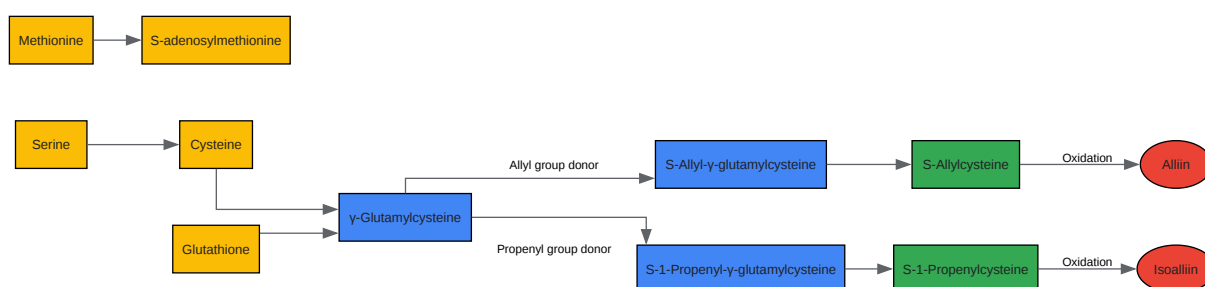 Methionine
S-adenosylmethionine
Serine
Cysteine
Allyl group donor
S-Allyl-γ-glutamylcysteine
S-Allylcysteine
Oxidation
Alliin
γ-Glutamylcysteine
Glutathione
Propenyl group donor
S-1-Propenyl-γ-glutamylcysteine
S-1-Propenylcysteine
Oxidation
Isoalliin